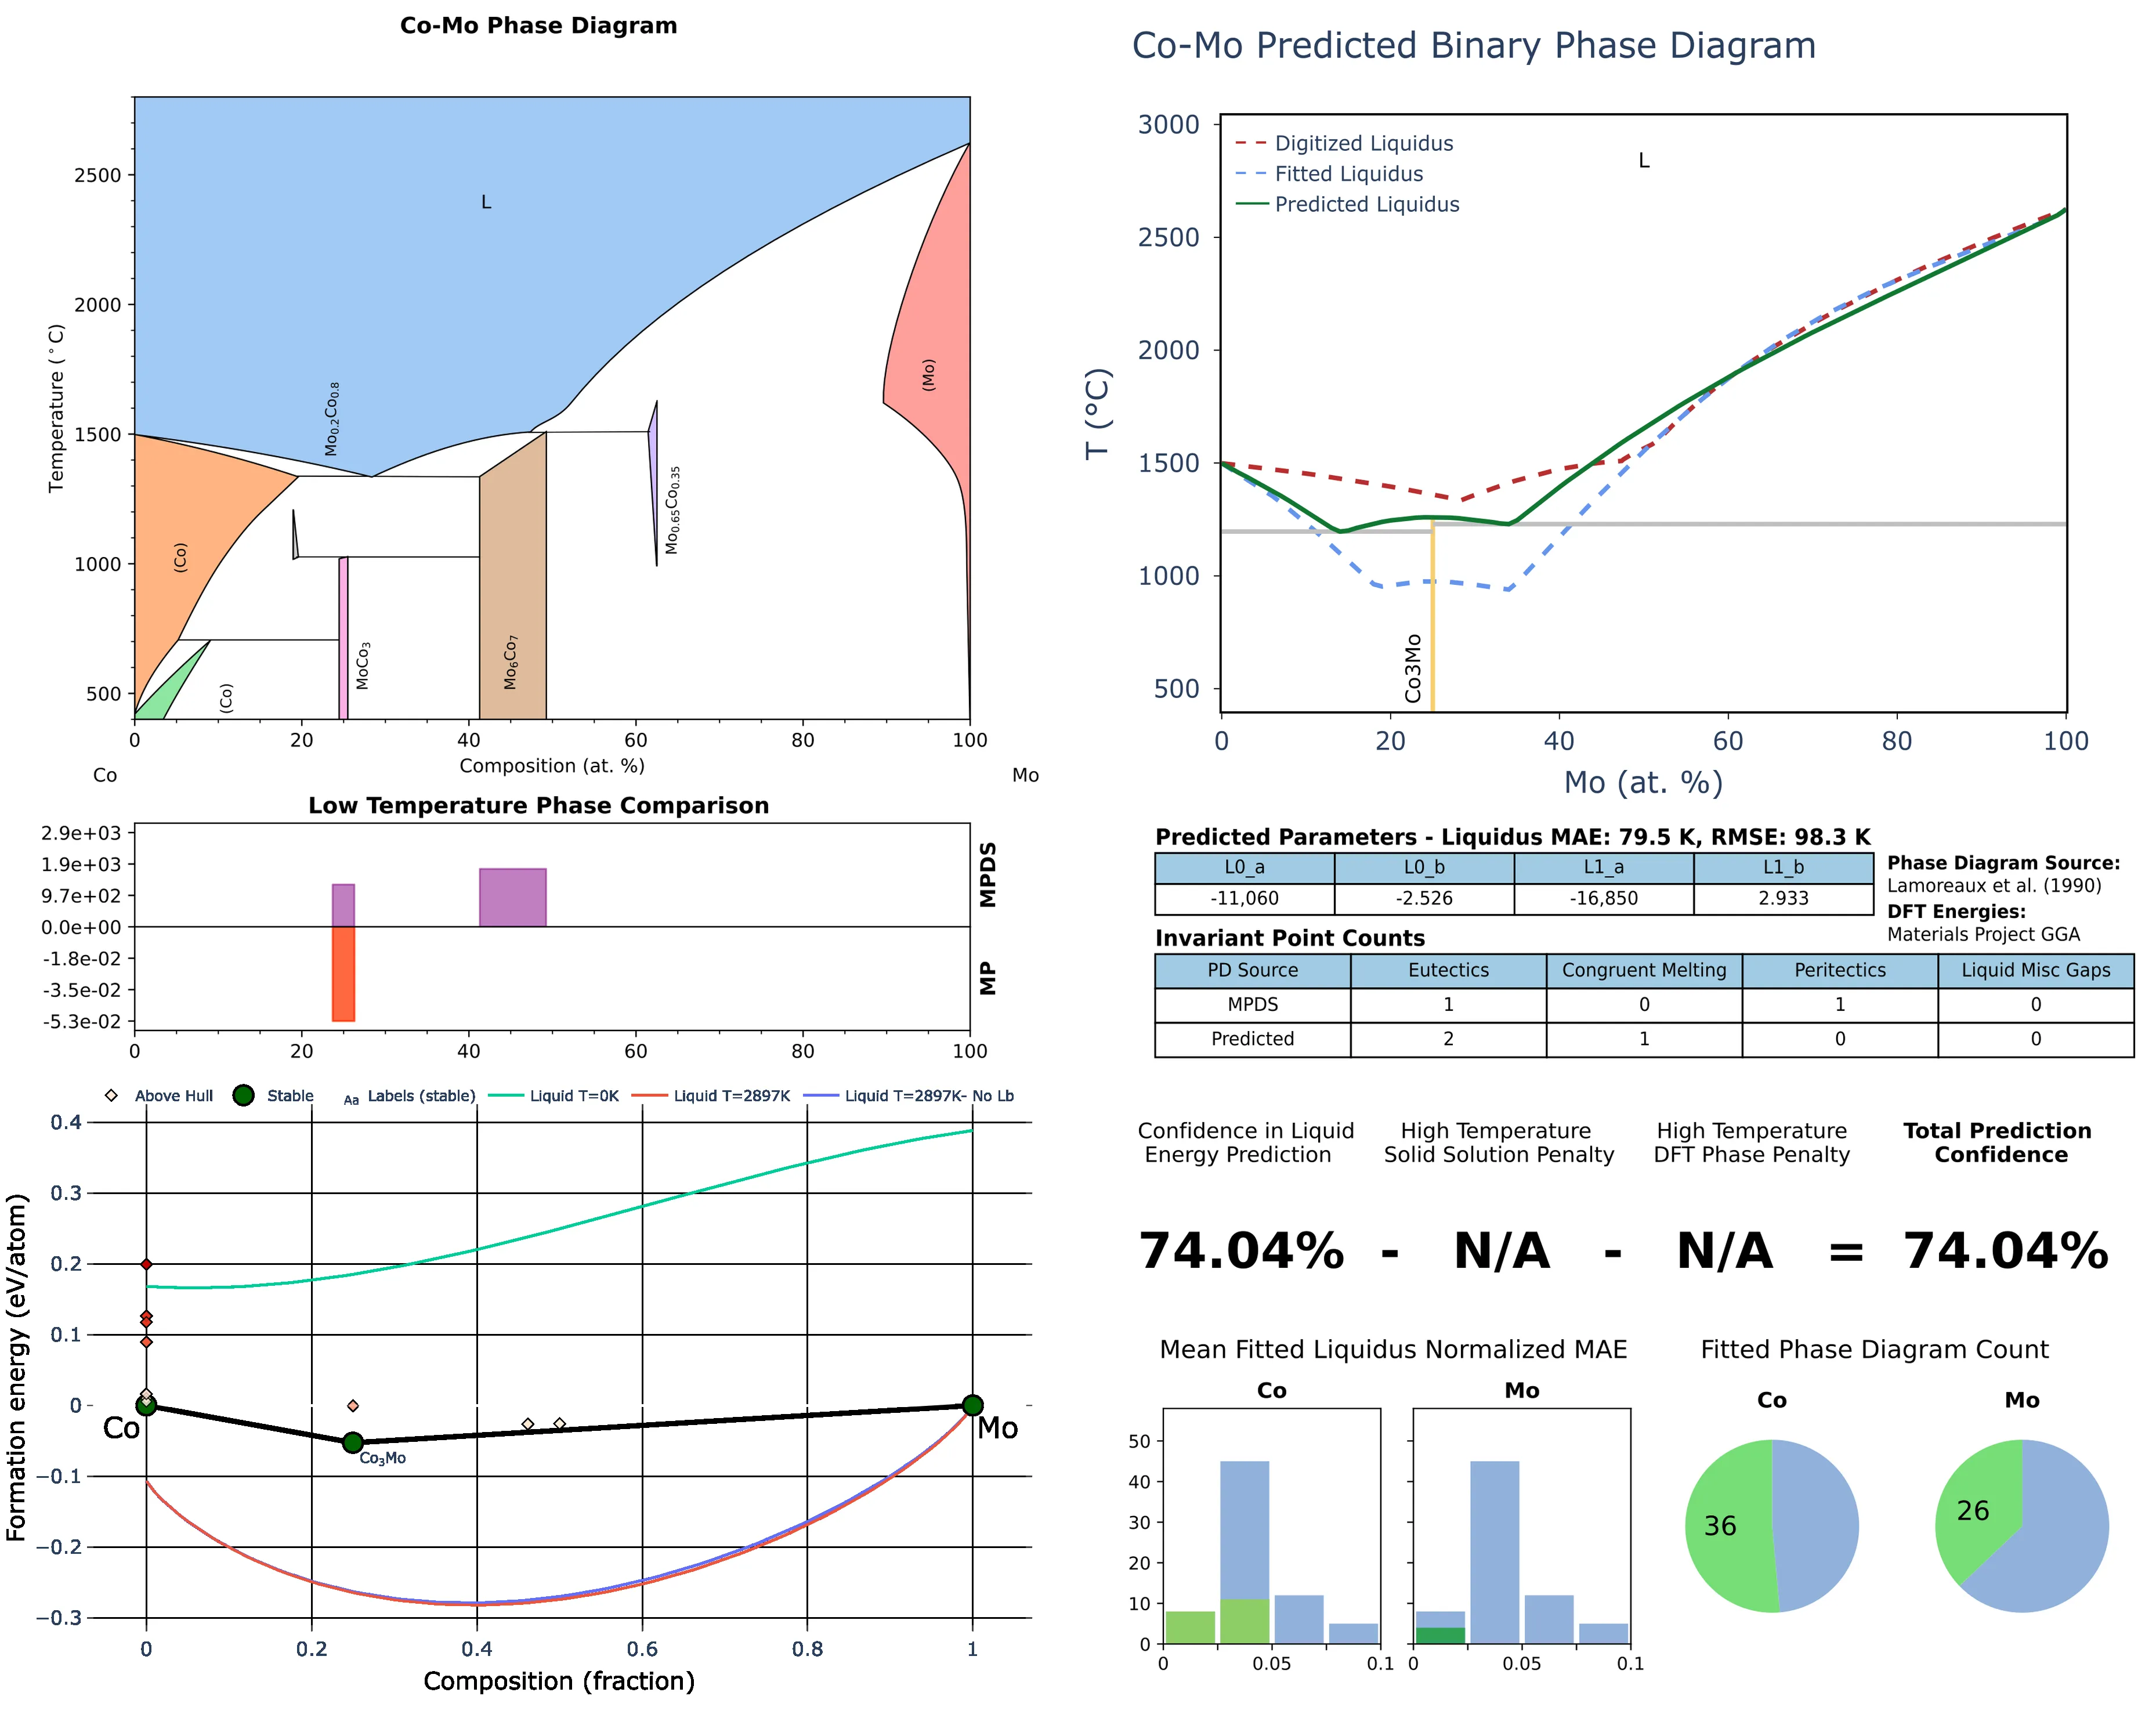 Co-Mo Phase Diagram
Temperature (°C)
2500
2000
1500
1000
500
L
Mo0.2Co0.8
(Mo)
(Co)
Mo0.65Co0.35
MoCo3
Mo6Co7
(Co)
0 20 40 60 80 100
Composition (at. %)
Co Mo
Co-Mo Predicted Binary Phase Diagram
T (°C)
3000
2500
2000
1500
1000
500
Digitized Liquidus
Fitted Liquidus
Predicted Liquidus
L
Co3Mo
0 20 40 60 80 100
Mo (at. %)
Low Temperature Phase Comparison
2.9e+03
1.9e+03
9.7e+02
0.0e+00
-1.8e-02
-3.5e-02
-5.3e-02
MPDS
MP
0 20 40 60 80 100
Predicted Parameters - Liquidus MAE: 79.5 K, RMSE: 98.3 K
L0_a L0_b L1_a L1_b
-11,060 -2.526 -16,850 2.933
Phase Diagram Source:
Lamoreaux et al. (1990)
DFT Energies:
Materials Project GGA
Invariant Point Counts
PD Source Eutectics Congruent Melting Peritectics Liquid Misc Gaps
MPDS 1 0 1 0
Predicted 2 1 0 0
Above Hull Stable Aa Labels (stable) Liquid T=0K Liquid T=2897K Liquid T=2897K- No Lb
Formation energy (eV/atom)
0.4
0.3
0.2
0.1
0
−0.1
−0.2
−0.3
Co
Co3Mo
Mo
0 0.2 0.4 0.6 0.8 1
Composition (fraction)
Confidence in Liquid
Energy Prediction
High Temperature
Solid Solution Penalty
High Temperature
DFT Phase Penalty
Total Prediction
Confidence
74.04% - N/A - N/A = 74.04%
Mean Fitted Liquidus Normalized MAE
Co Mo
50
40
30
20
10
0
0 0.05 0.1
0 0.05 0.1
Fitted Phase Diagram Count
Co Mo
36 26